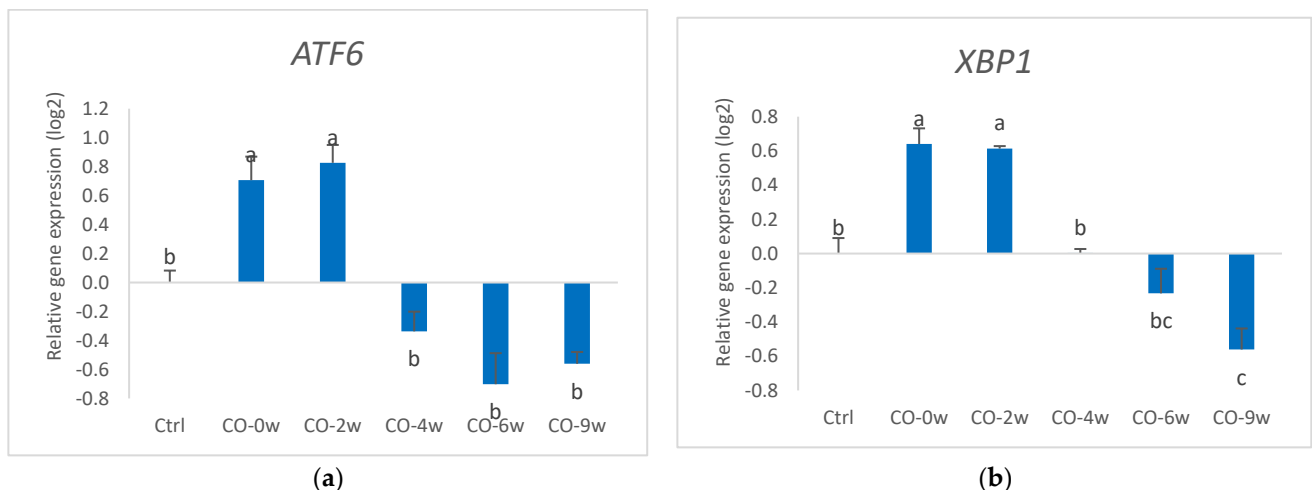 ATF6
Relative gene expression (log2)
1.2
1.0
0.8
0.6
0.4
0.2
0.0
-0.2
-0.4
-0.6
-0.8
b
a
a
b
b
b
Ctrl CO-0w CO-2w CO-4w CO-6w CO-9w
(a)
XBP1
Relative gene expression (log2)
0.8
0.6
0.4
0.2
0.0
-0.2
-0.4
-0.6
-0.8
b
a
a
b
bc
c
Ctrl CO-0w CO-2w CO-4w CO-6w CO-9w
(b)